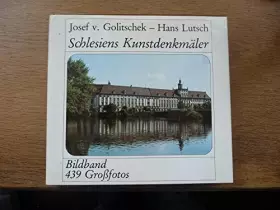 Josef v. Golitschek – Hans Lutsch
Schlesiens Kunstdenkmäler
Bildband
439 Großfotos